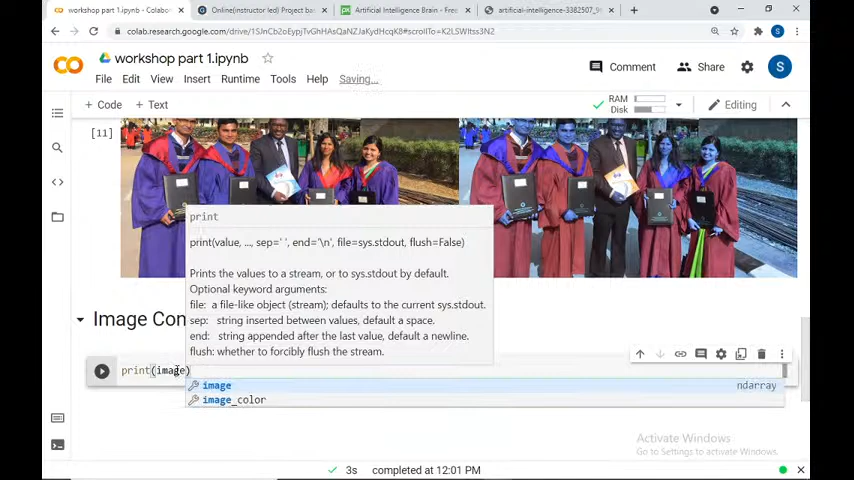 workshop part 1.ipynb - Colabo
Online(instructor led) Project ba
Artificial Intelligence Brain - Free
artificial-intelligence-3382507_96
colab.research.google.com/drive/
workshop part 1.ipynb
File Edit View Insert Runtime Tools Help Saving...
Comment
Share
S
+ Code + Text
RAM
Disk
Editing
[11]
print
print(value, ..., sep=' ', end='\n', file=sys.stdout, flush=False)
Prints the values to a stream, or to sys.stdout by default.
Optional keyword arguments:
file: a file-like object (stream); defaults to the current sys.stdout.
sep: string inserted between values, default a space.
end: string appended after the last value, default a newline.
flush: whether to forcibly flush the stream.
Image Con
print(image)
image ndarray
image_color
Activate Windows
Go to Settings to activate Windows.
3s completed at 12:01 PM